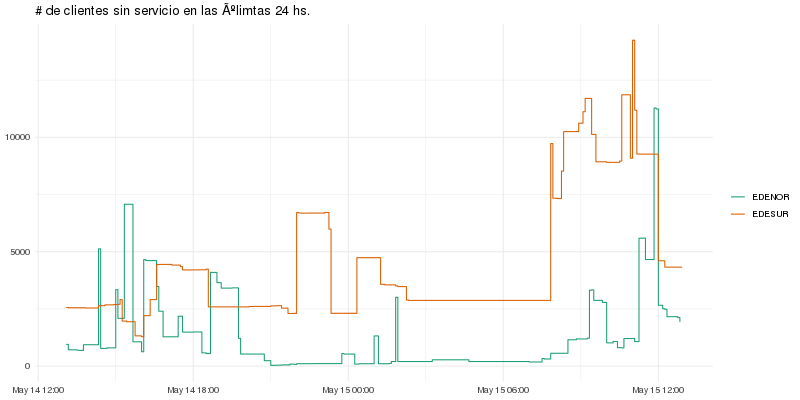 # de clientes sin servicio en las Ãºlimtas 24 hs.
10000
5000
0
May 14 12:00
May 14 18:00
May 15 00:00
May 15 06:00
May 15 12:00
EDENOR
EDESUR